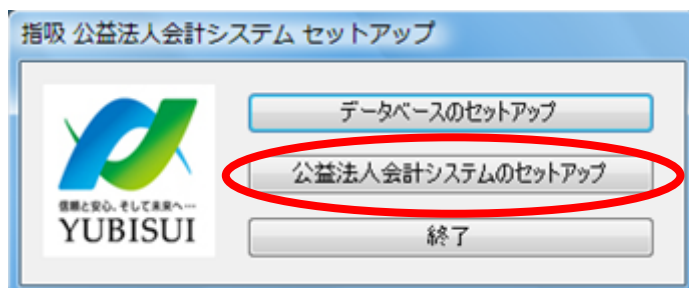 指吸 公益法人会計システム セットアップ
データベースのセットアップ
公益法人会計システムのセットアップ
信頼と安心、そして未来へ…
YUBISUI
終了